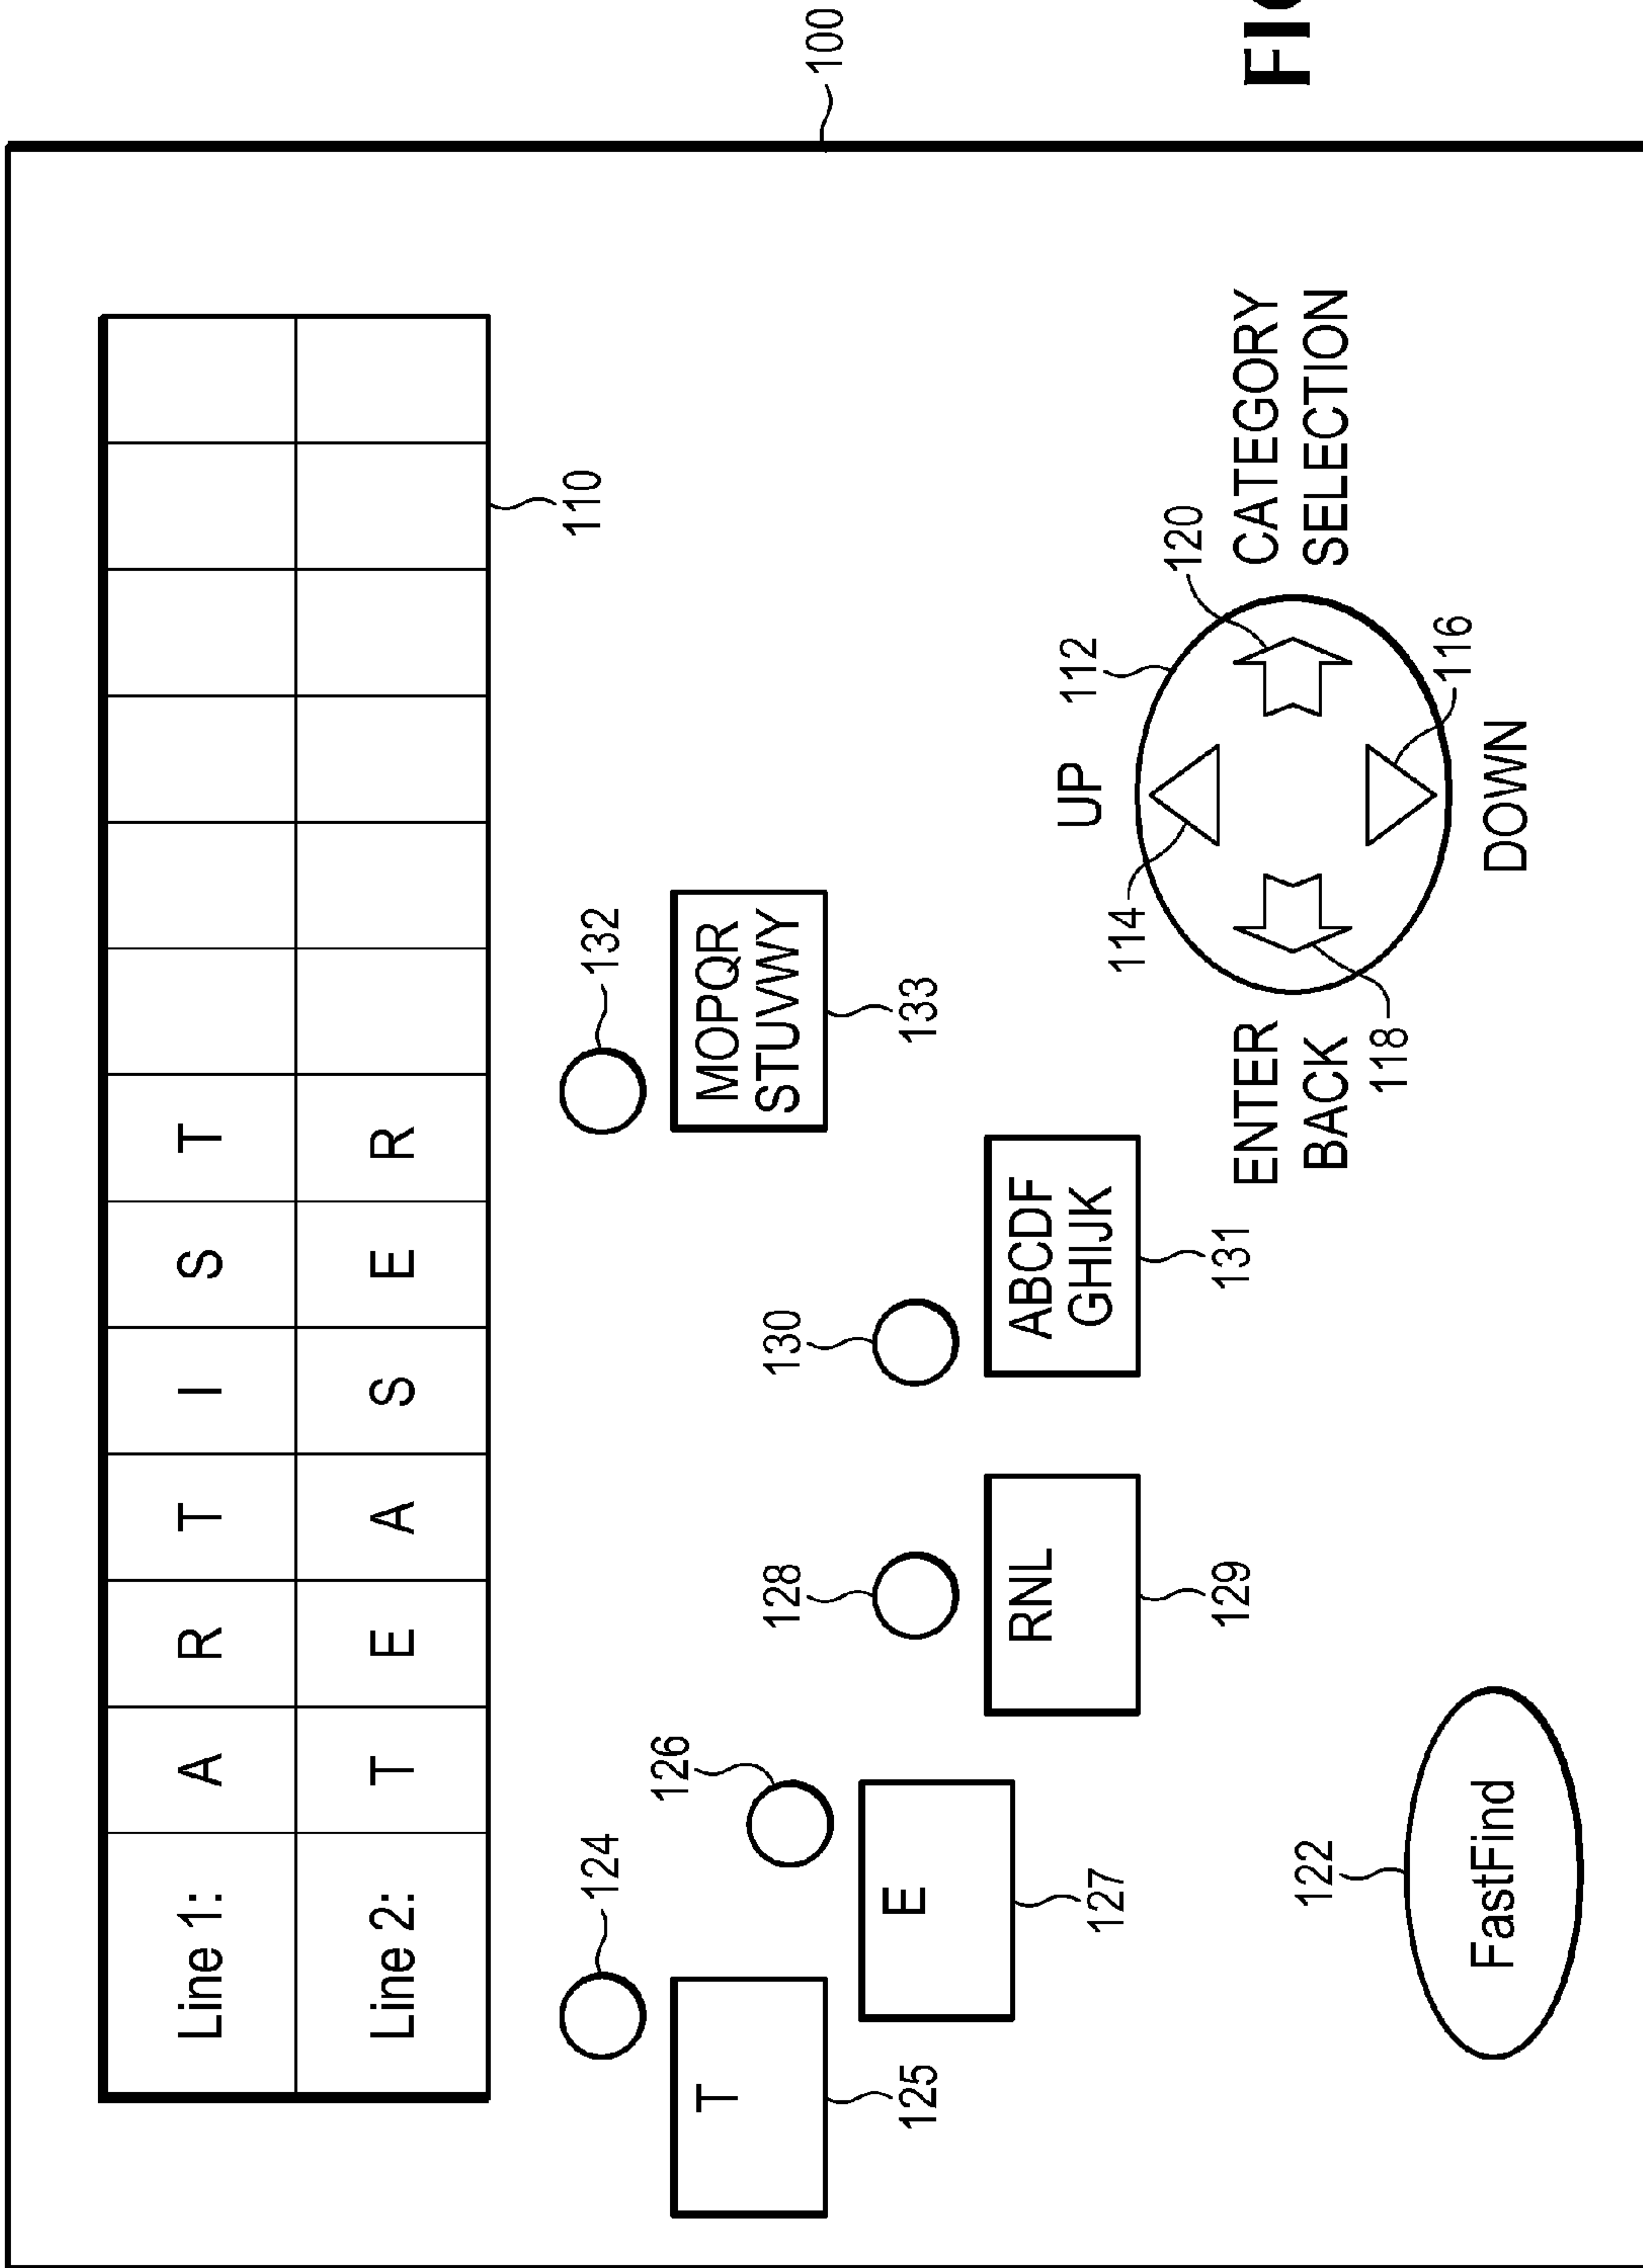 100
Line 1: A R T I S T
Line 2: T E A S E R
110
124
132
126
T
MOPQR
STUVWY
125
133
128
130
E
127
RNL
129
ABCDF
GHIJK
131
UP
112
114
120
ENTER
BACK
CATEGORY
SELECTION
118
116
DOWN
122
FastFind